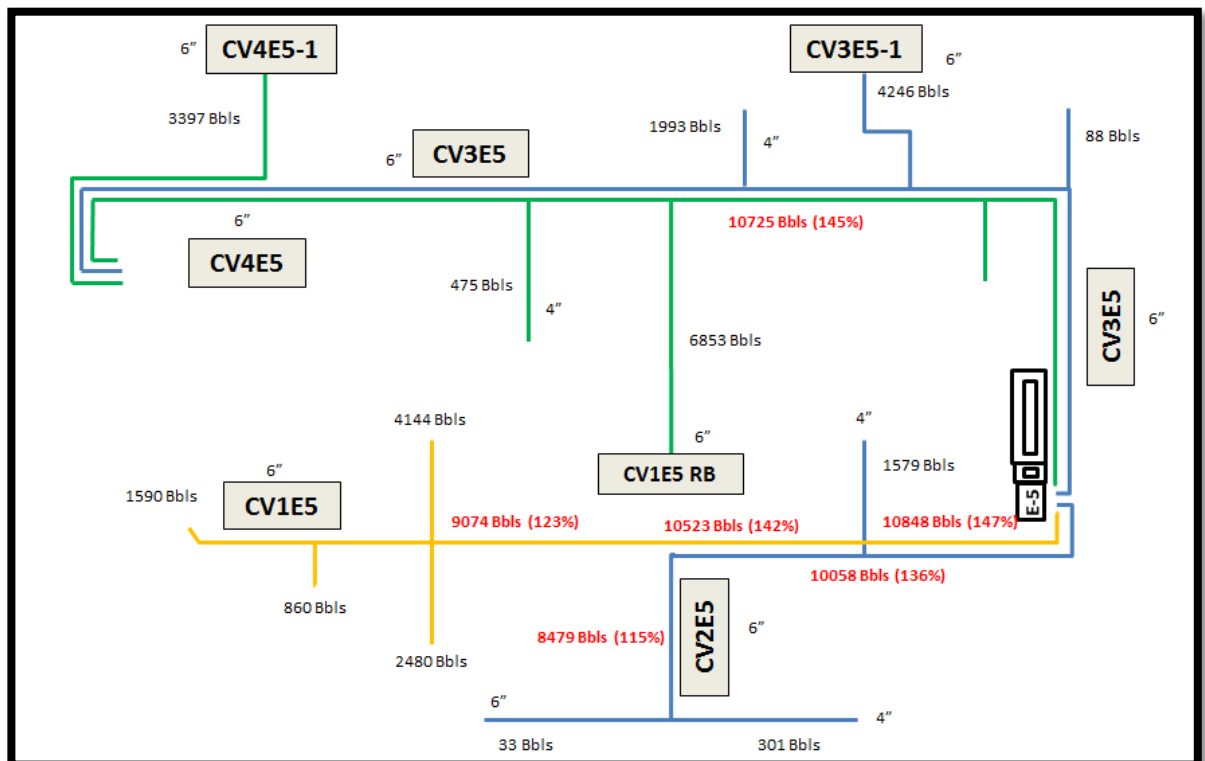 6” CV4E5-1
CV3E5-1 6”
3397 Bbls
4246 Bbls
1993 Bbls
4”
88 Bbls
6” CV3E5
6”
CV4E5
10725 Bbls (145%)
475 Bbls
4”
6853 Bbls
CV3E5
6”
4144 Bbls
4”
6”
CV1E5 RB
1579 Bbls
6”
1590 Bbls
CV1E5
E-5
9074 Bbls (123%)
10523 Bbls (142%)
10848 Bbls (147%)
10058 Bbls (136%)
860 Bbls
8479 Bbls (115%)
CV2E5
6”
2480 Bbls
6”
4”
33 Bbls
301 Bbls